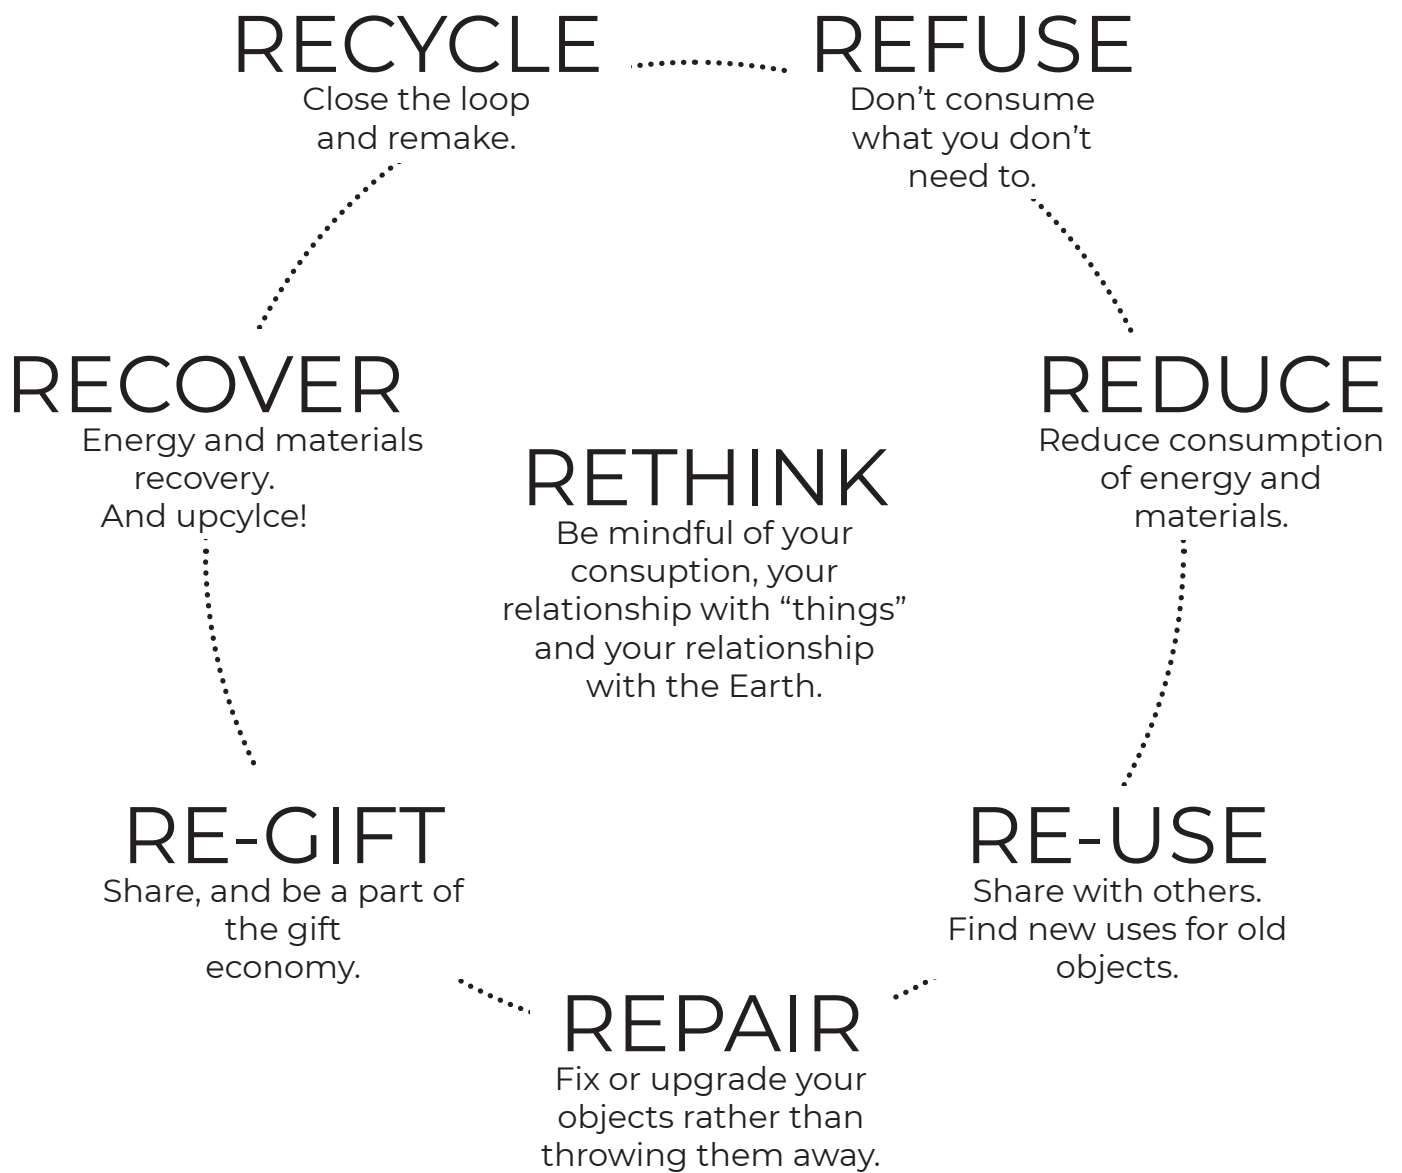 RECYCLE
Close the loop
and remake.
REFUSE
Don’t consume
what you don’t
need to.
RECOVER
Energy and materials
recovery.
And upcylce!
RETHINK
Be mindful of your
consuption, your
relationship with “things”
and your relationship
with the Earth.
REDUCE
Reduce consumption
of energy and
materials.
RE-GIFT
Share, and be a part of
the gift
economy.
RE-USE
Share with others.
Find new uses for old
objects.
REPAIR
Fix or upgrade your
objects rather than
throwing them away.